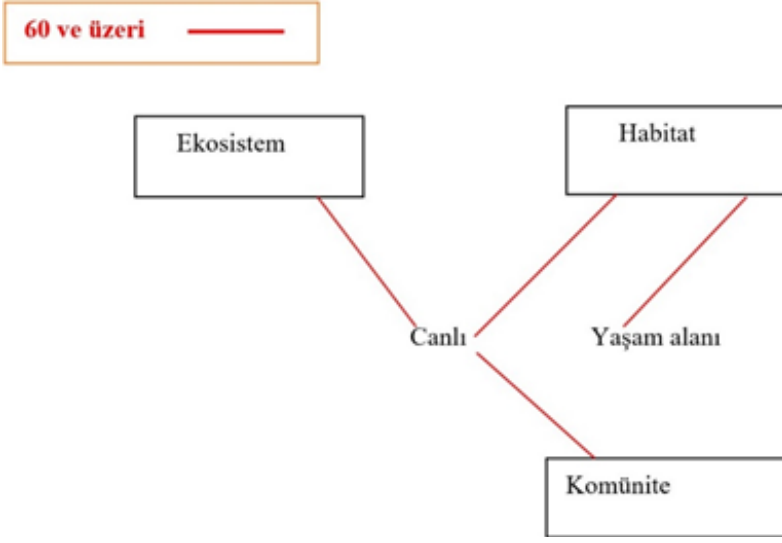 60 ve üzeri
Ekosistem
Habitat
Canlı
Yaşam alanı
Komünite